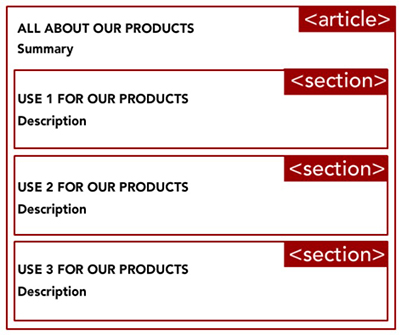 <article>
ALL ABOUT OUR PRODUCTS
Summary
<section>
USE 1 FOR OUR PRODUCTS
Description
<section>
USE 2 FOR OUR PRODUCTS
Description
<section>
USE 3 FOR OUR PRODUCTS
Description